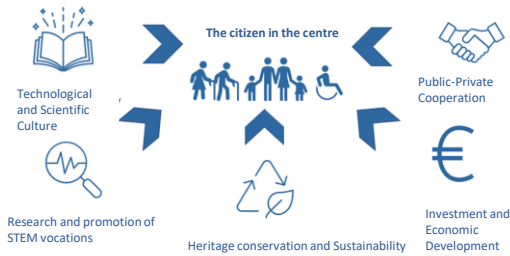 The citizen in the centre
Technological
and Scientific
Culture
Public-Private
Cooperation
Research and promotion of
STEM vocations
Heritage conservation and Sustainability
Investment and
Economic
Development
€